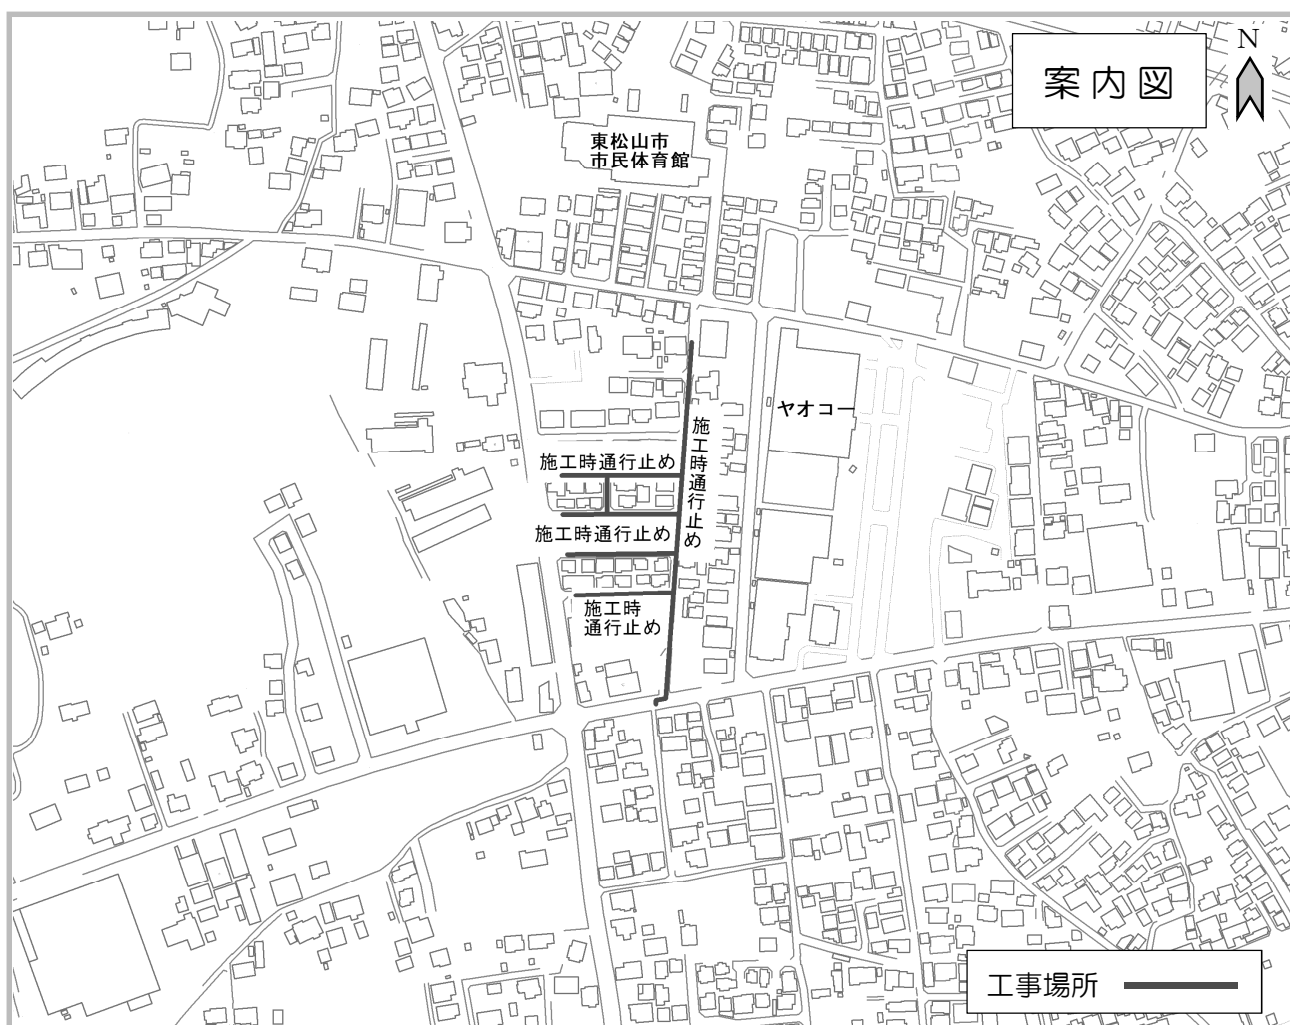 案内図
N
東松山市
市民体育館
ヤオコー
施工時通行止め
施工時通行止め
施工時通行止め
施工時
通行止め
工事場所